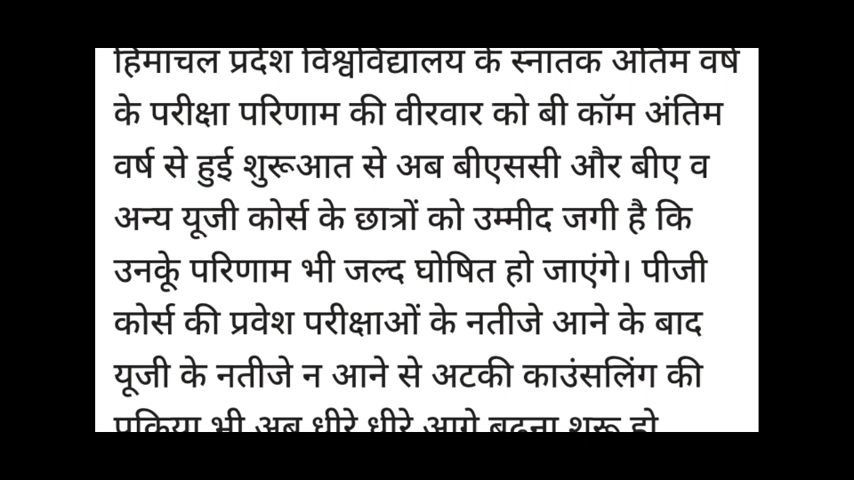 हिमाचल प्रदेश विश्वविद्यालय के स्नातक अंतिम वर्ष
के परीक्षा परिणाम की वीरवार को बी कॉम अंतिम
वर्ष से हुई शुरूआत से अब बीएससी और बीए व
अन्य यूजी कोर्स के छात्रों को उम्मीद जगी है कि
उनकेू परिणाम भी जल्द घोषित हो जाएंगे। पीजी
कोर्स की प्रवेश परीक्षाओं के नतीजे आने के बाद
यूजी के नतीजे न आने से अटकी काउंसलिंग की
प्रक्रिया भी अब धीरे धीरे आगे बढ़ना शुरू हो